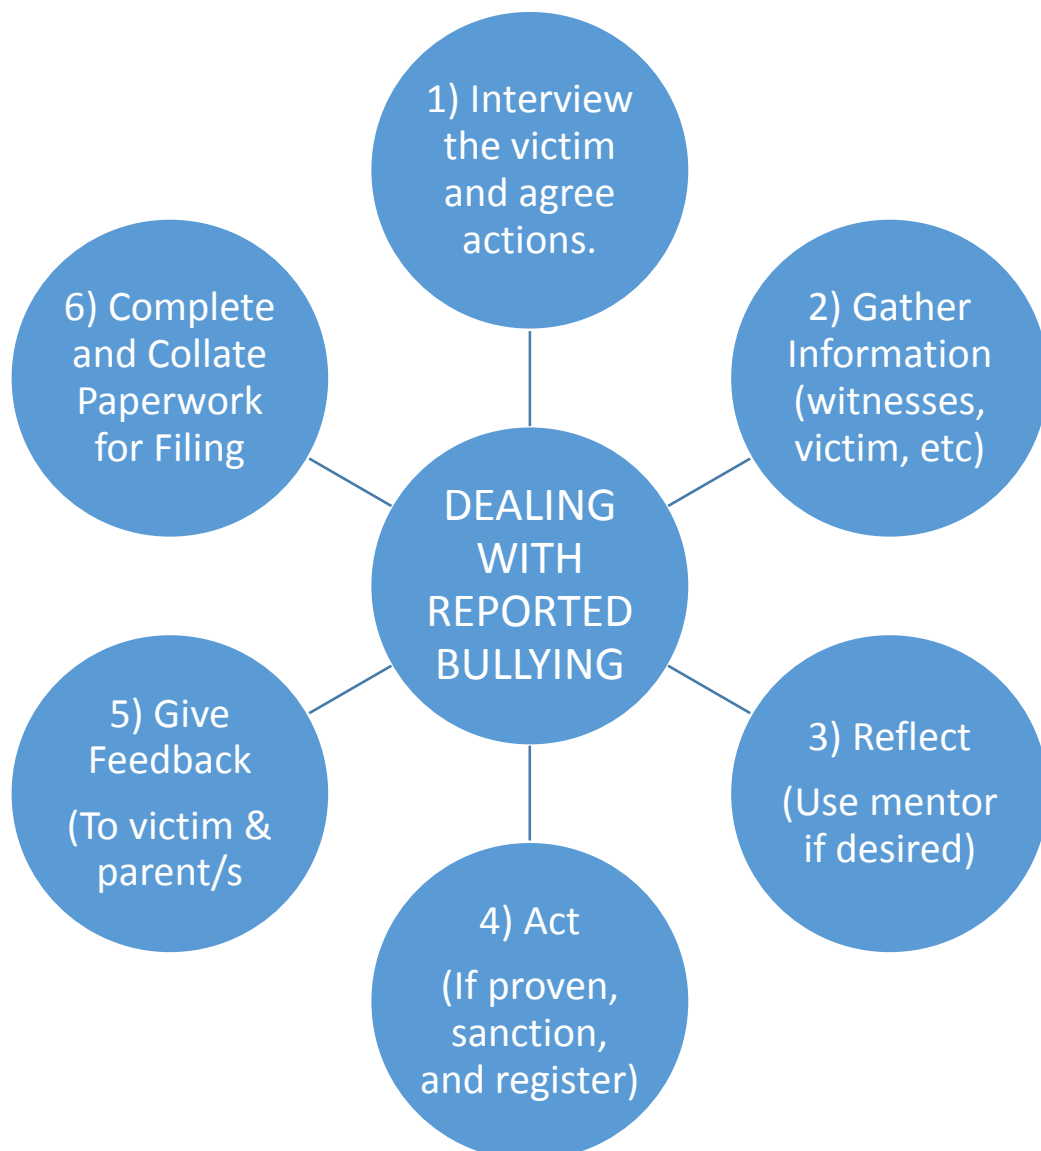 1) Interview
the victim
and agree
actions.
2) Gather
Information
(witnesses,
victim, etc)
3) Reflect
(Use mentor
if desired)
4) Act
(If proven,
sanction,
and register)
5) Give
Feedback
(To victim &
parent/s
6) Complete
and Collate
Paperwork
for Filing
DEALING
WITH
REPORTED
BULLYING